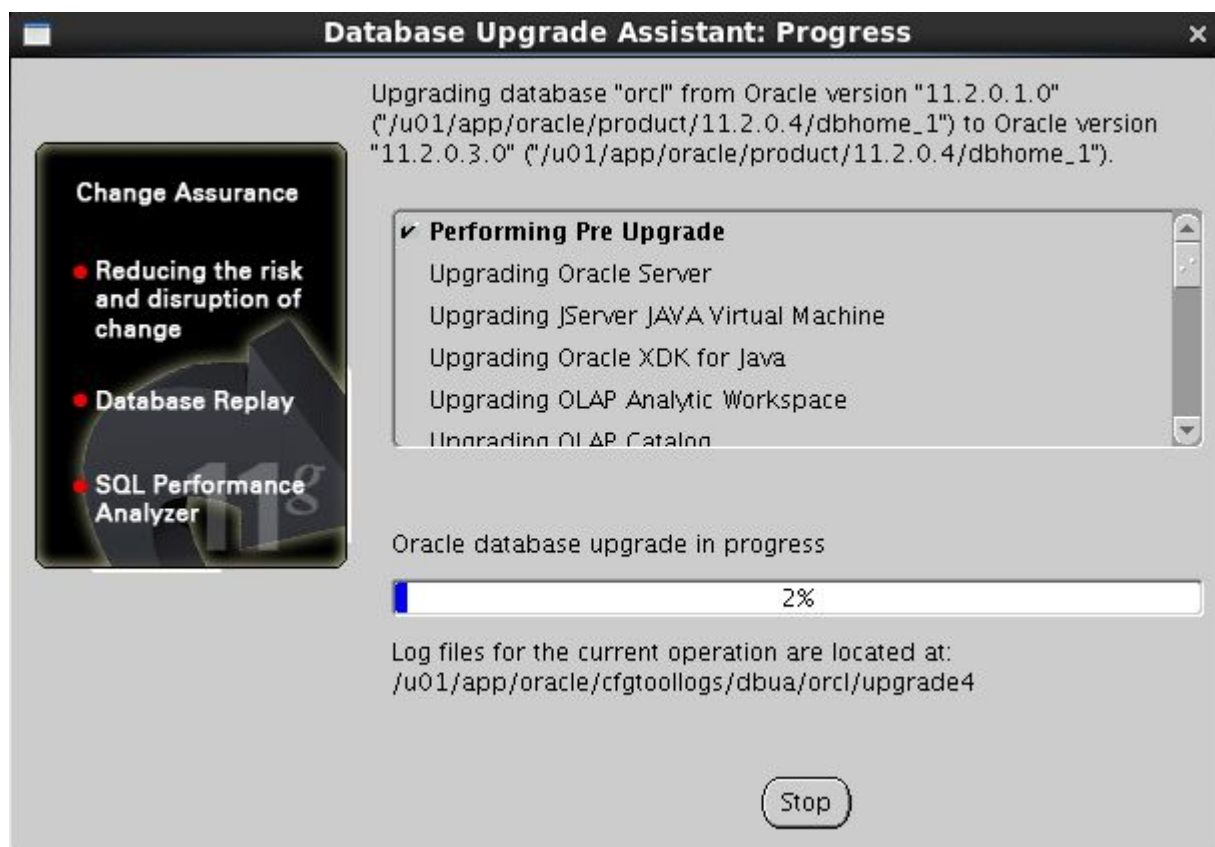 Database Upgrade Assistant: Progress
Upgrading database "orcl" from Oracle version "11.2.0.1.0"
("/u01/app/oracle/product/11.2.0.4/dbhome_1") to Oracle version
"11.2.0.3.0" ("/u01/app/oracle/product/11.2.0.4/dbhome_1").
Change Assurance
Reducing the risk
and disruption of
change
Database Replay
SQL Performance
Analyzer
11g
Performing Pre Upgrade
Upgrading Oracle Server
Upgrading JServer JAVA Virtual Machine
Upgrading Oracle XDK for Java
Upgrading OLAP Analytic Workspace
Upgrading OLAP Catalog
Oracle database upgrade in progress
2%
Log files for the current operation are located at:
/u01/app/oracle/cfgtoollogs/dbua/orcl/upgrade4
Stop